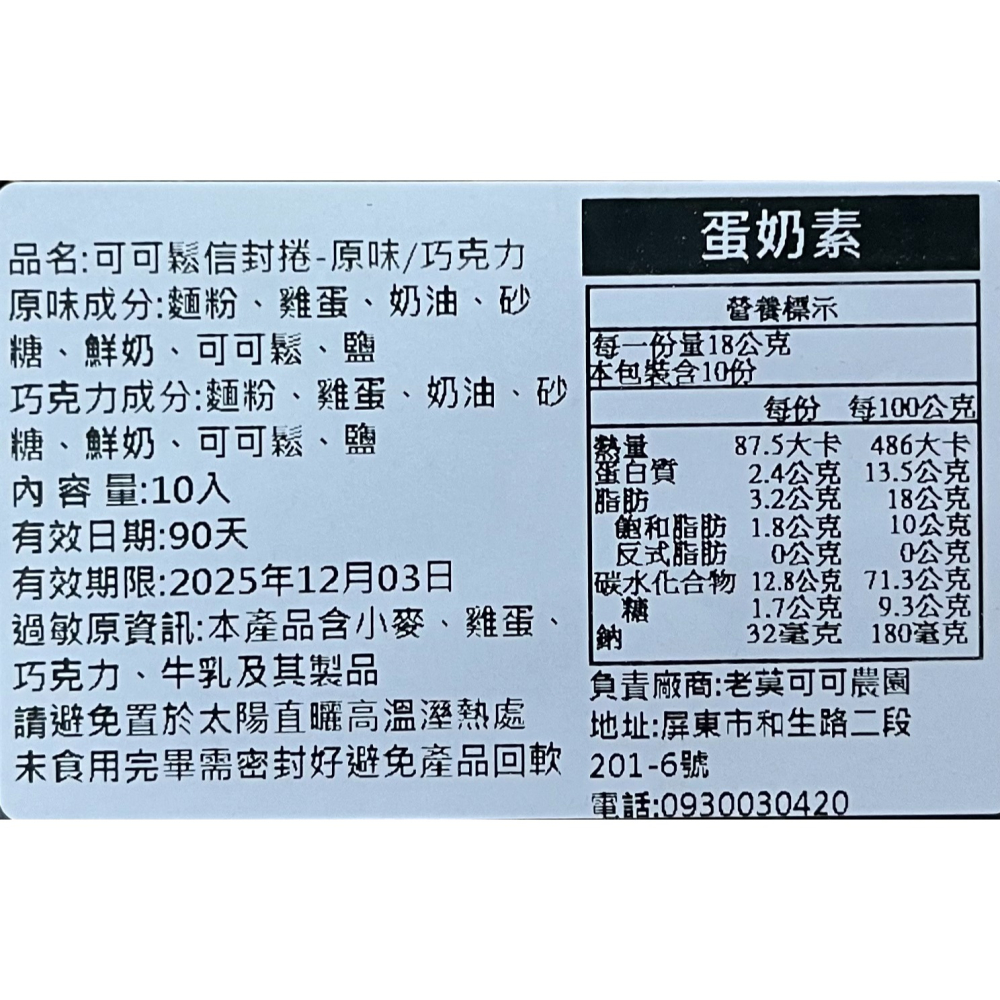 品名:可可鬆信封捲-原味/巧克力
原味成分:麵粉、雞蛋、奶油、砂
糖、鮮奶、可可鬆、鹽
巧克力成分:麵粉、雞蛋、奶油、砂
糖、鮮奶、可可鬆、鹽
內 容 量:10入
有效日期:90天
有效期限:2025年12月03日
過敏原資訊:本產品含小麥、雞蛋、
巧克力、牛乳及其製品
請避免置於太陽直曬高溫溼熱處
未食用完畢需密封好避免產品回軟
蛋奶素
營養標示
每一份量18公克
本包裝含10份
每份 每100公克
熱量 87.5大卡 486大卡
蛋白質 2.4公克 13.5公克
脂肪 3.2公克 18公克
飽和脂肪 1.8公克 10公克
反式脂肪 0公克 0公克
碳水化合物 12.8公克 71.3公克
糖 1.7公克 9.3公克
鈉 32毫克 180毫克
負責廠商:老莫可可農園
地址:屏東市和生路二段
201-6號
電話:0930030420